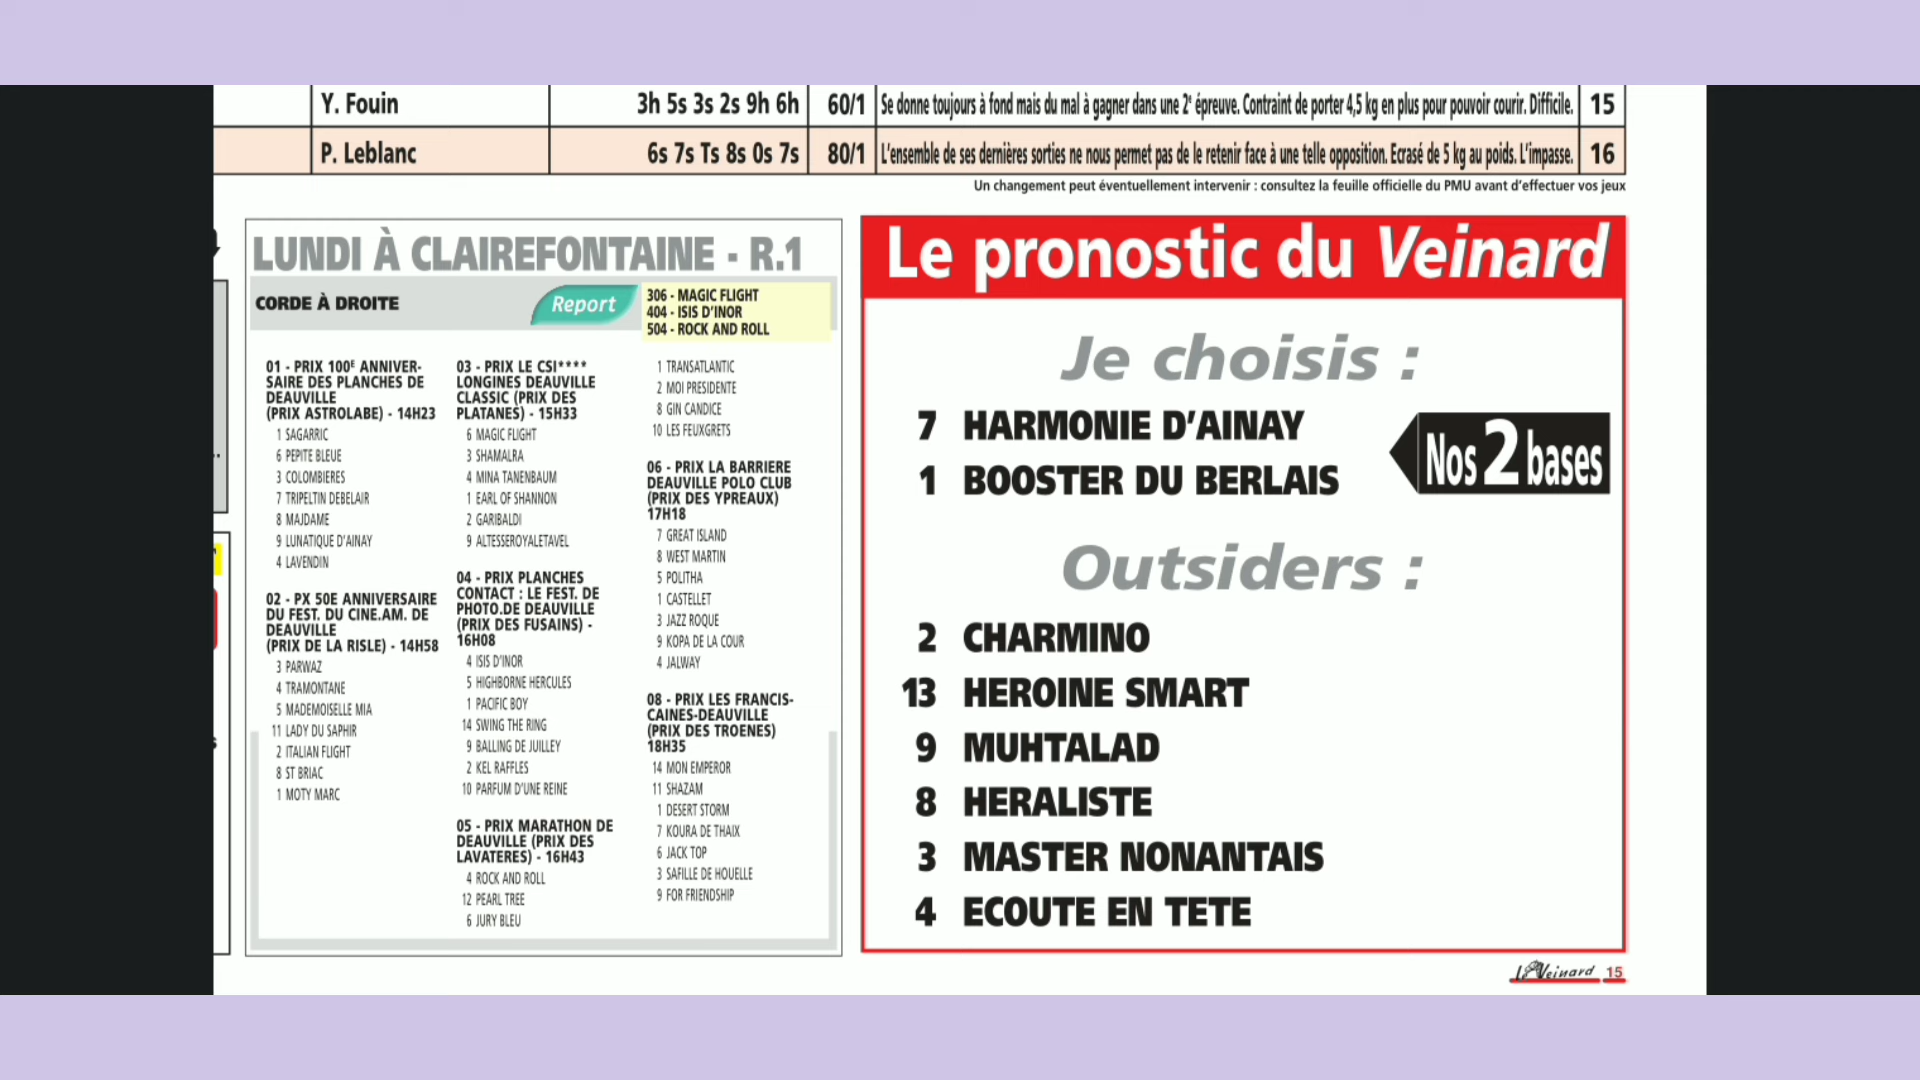 Y. Fouin 3h 5s 3s 2s 9h 6h 60/1 Se donne toujours à fond mais du mal à gagner dans une 2e épreuve. Contraint de porter 4,5 kg en plus pour pouvoir courir. Difficile. 15
P. Leblanc 6s 7s Ts 8s 0s 7s 80/1 L'ensemble de ses dernières sorties ne nous permet pas de le retenir face à une telle opposition. Ecrasé de 5 kg au poids. L'impasse. 16
Un changement peut éventuellement intervenir : consultez la feuille officielle du PMU avant d'effectuer vos jeux
LUNDI À CLAIREFONTAINE - R.1
CORDE À DROITE
Report
306 - MAGIC FLIGHT
404 - ISIS D'INOR
504 - ROCK AND ROLL
01 - PRIX 100E ANNIVER-
SAIRE DES PLANCHES DE
DEAUVILLE
(PRIX ASTROLABE) - 14H23
1 SAGARRIC
6 PEPITE BLEUE
3 COLOMBIERES
7 TRIPELTIN DEBELAIR
8 MAJDAME
9 LUNATIQUE D'AINAY
4 LAVENDIN
02 - PX 50E ANNIVERSAIRE
DU FEST. DU CINE.AM. DE
DEAUVILLE
(PRIX DE LA RISLE) - 14H58
3 PARWAZ
4 TRAMONTANE
5 MADEMOISELLE MIA
11 LADY DU SAPHIR
2 ITALIAN FLIGHT
8 ST BRIAC
1 MOTY MARC
03 - PRIX LE CSI****
LONGINES DEAUVILLE
CLASSIC (PRIX DES
PLATANES) - 15H33
6 MAGIC FLIGHT
3 SHAMALRA
4 MINA TANENBAUM
1 EARL OF SHANNON
2 GARIBALDI
9 ALTESSEROYALETAVEL
04 - PRIX PLANCHES
CONTACT : LE FEST. DE
PHOTO.DE DEAUVILLE
(PRIX DES FUSAINS) -
16H08
4 ISIS D'INOR
5 HIGHBORNE HERCULES
1 PACIFIC BOY
14 SWING THE RING
9 BALLING DE JUILLEY
2 KEL RAFFLES
10 PARFUM D'UNE REINE
05 - PRIX MARATHON DE
DEAUVILLE (PRIX DES
LAVATERES) - 16H43
4 ROCK AND ROLL
12 PEARL TREE
6 JURY BLEU
1 TRANSATLANTIC
2 MOI PRESIDENTE
8 GIN CANDICE
10 LES FEUXGRETS
06 - PRIX LA BARRIERE
DEAUVILLE POLO CLUB
(PRIX DES YPREAUX)
17H18
7 GREAT ISLAND
8 WEST MARTIN
5 POLITHA
1 CASTELLET
3 JAZZ ROQUE
9 KOPA DE LA COUR
4 JALWAY
08 - PRIX LES FRANCIS-
CAINES-DEAUVILLE
(PRIX DES TROENES)
18H35
14 MON EMPEROR
11 SHAZAM
1 DESERT STORM
7 KOURA DE THAIX
6 JACK TOP
3 SAFILLE DE HOUELLE
9 FOR FRIENDSHIP
Le pronostic du Veinard
Je choisis :
7 HARMONIE D'AINAY
1 BOOSTER DU BERLAIS
Nos 2 bases
Outsiders :
2 CHARMINO
13 HEROINE SMART
9 MUHTALAD
8 HERALISTE
3 MASTER NONANTAIS
4 ECOUTE EN TETE
Le Veinard 15